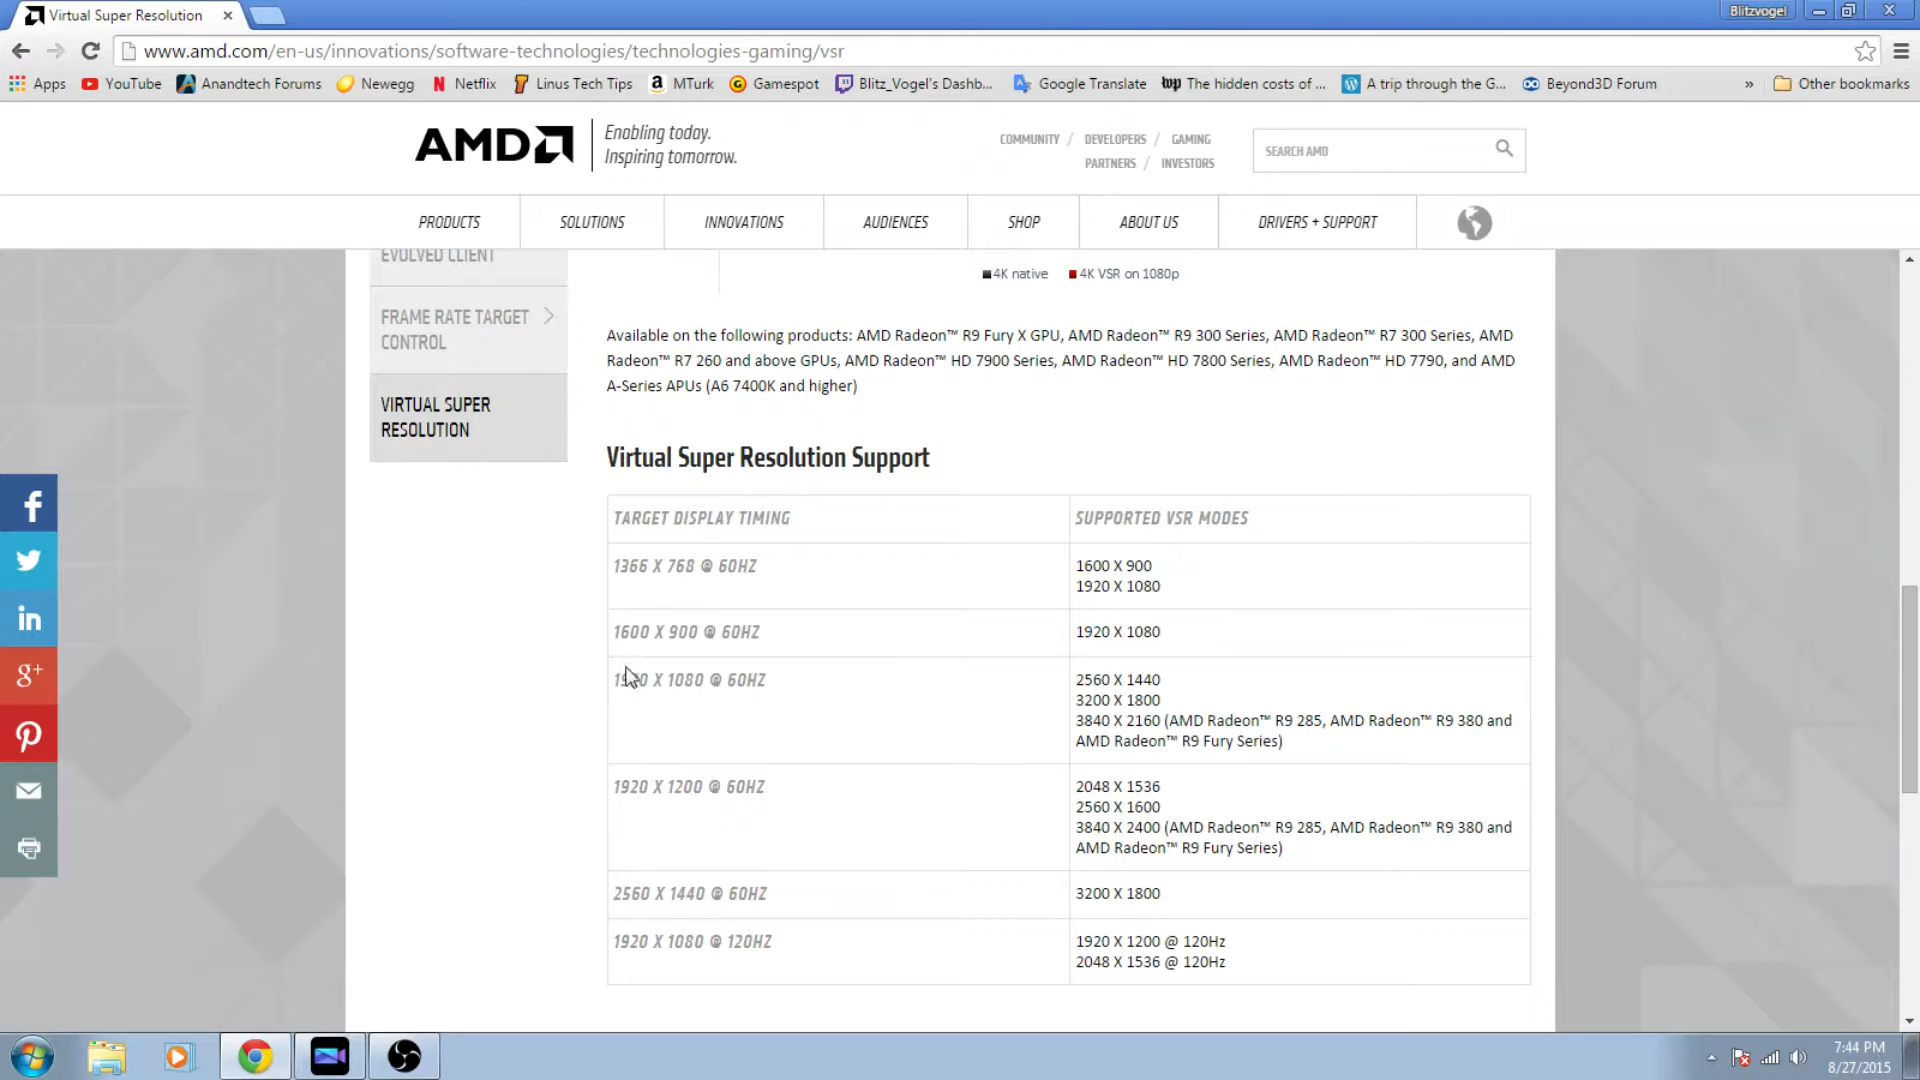 Virtual Super Resolution
Blitzvogel
www.amd.com/en-us/innovations/software-technologies/technologies-gaming/vsr
Apps YouTube Anandtech Forums Newegg Netflix Linus Tech Tips MTurk Gamespot Blitz_Vogel's Dashb... Google Translate The hidden costs of ... A trip through the G... Beyond3D Forum » Other bookmarks
AMD
Enabling today.
Inspiring tomorrow.
COMMUNITY / DEVELOPERS / GAMING
PARTNERS / INVESTORS
SEARCH AMD
PRODUCTS SOLUTIONS INNOVATIONS AUDIENCES SHOP ABOUT US DRIVERS + SUPPORT
EVOLVED CLIENT
FRAME RATE TARGET
CONTROL
VIRTUAL SUPER
RESOLUTION
4K native 4K VSR on 1080p
Available on the following products: AMD Radeon™ R9 Fury X GPU, AMD Radeon™ R9 300 Series, AMD Radeon™ R7 300 Series, AMD
Radeon™ R7 260 and above GPUs, AMD Radeon™ HD 7900 Series, AMD Radeon™ HD 7800 Series, AMD Radeon™ HD 7790, and AMD
A-Series APUs (A6 7400K and higher)
Virtual Super Resolution Support
TARGET DISPLAY TIMING SUPPORTED VSR MODES
1366 X 768 @ 60HZ 1600 X 900
1920 X 1080
1600 X 900 @ 60HZ 1920 X 1080
1920 X 1080 @ 60HZ 2560 X 1440
3200 X 1800
3840 X 2160 (AMD Radeon™ R9 285, AMD Radeon™ R9 380 and
AMD Radeon™ R9 Fury Series)
1920 X 1200 @ 60HZ 2048 X 1536
2560 X 1600
3840 X 2400 (AMD Radeon™ R9 285, AMD Radeon™ R9 380 and
AMD Radeon™ R9 Fury Series)
2560 X 1440 @ 60HZ 3200 X 1800
1920 X 1080 @ 120HZ 1920 X 1200 @ 120Hz
2048 X 1536 @ 120Hz
7:44 PM
8/27/2015